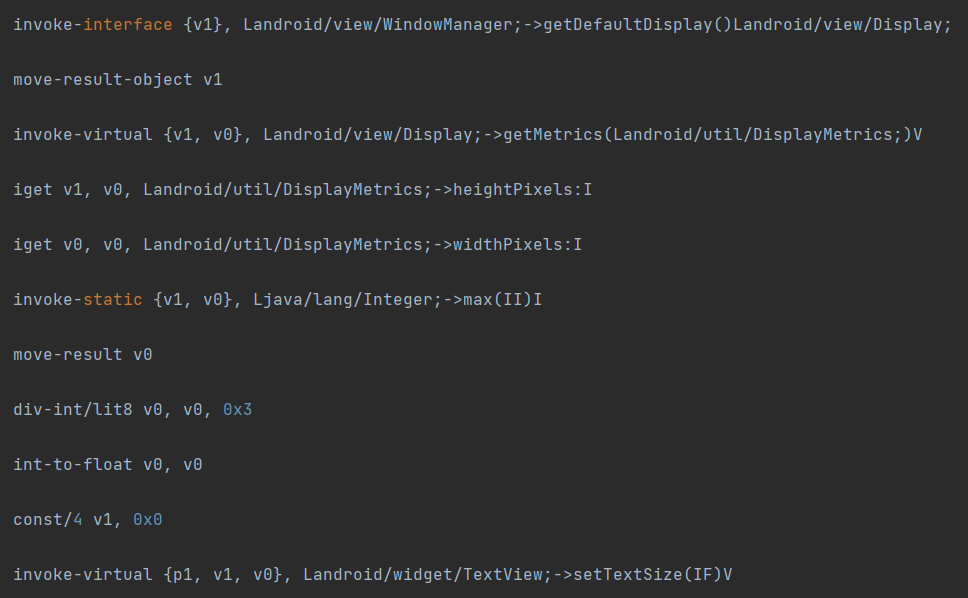 invoke-interface {v1}, Landroid/view/WindowManager;->getDefaultDisplay()Landroid/view/Display;
move-result-object v1
invoke-virtual {v1, v0}, Landroid/view/Display;->getMetrics(Landroid/util/DisplayMetrics;)V
iget v1, v0, Landroid/util/DisplayMetrics;->heightPixels:I
iget v0, v0, Landroid/util/DisplayMetrics;->widthPixels:I
invoke-static {v1, v0}, Ljava/lang/Integer;->max(II)I
move-result v0
div-int/lit8 v0, v0, 0x3
int-to-float v0, v0
const/4 v1, 0x0
invoke-virtual {p1, v1, v0}, Landroid/widget/TextView;->setTextSize(IF)V